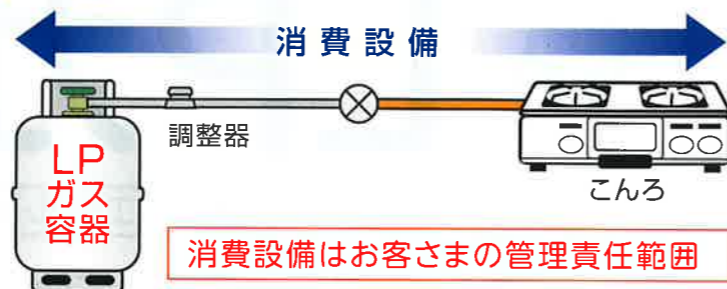 消費設備
調整器
LP
ガス
容器
こんろ
消費設備はお客さまの管理責任範囲